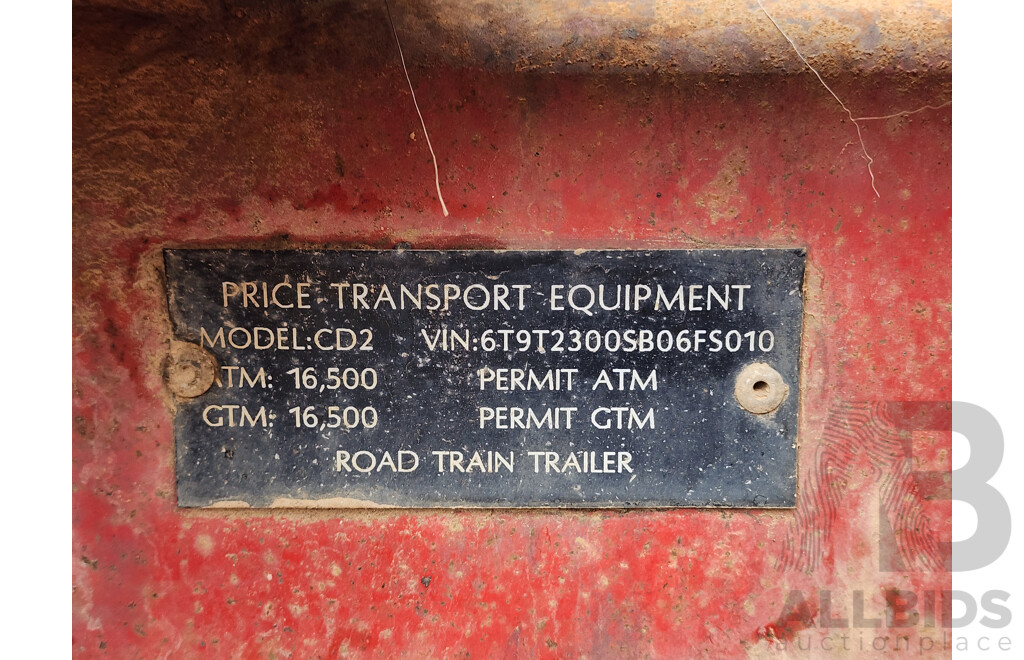 PRICE TRANSPORT EQUIPMENT
MODEL:CD2 VIN:6T9T2300SB06FS010
ATM: 16,500 PERMIT ATM
GTM: 16,500 PERMIT GTM
ROAD TRAIN TRAILER
B
ALLBIDS
auctionplace